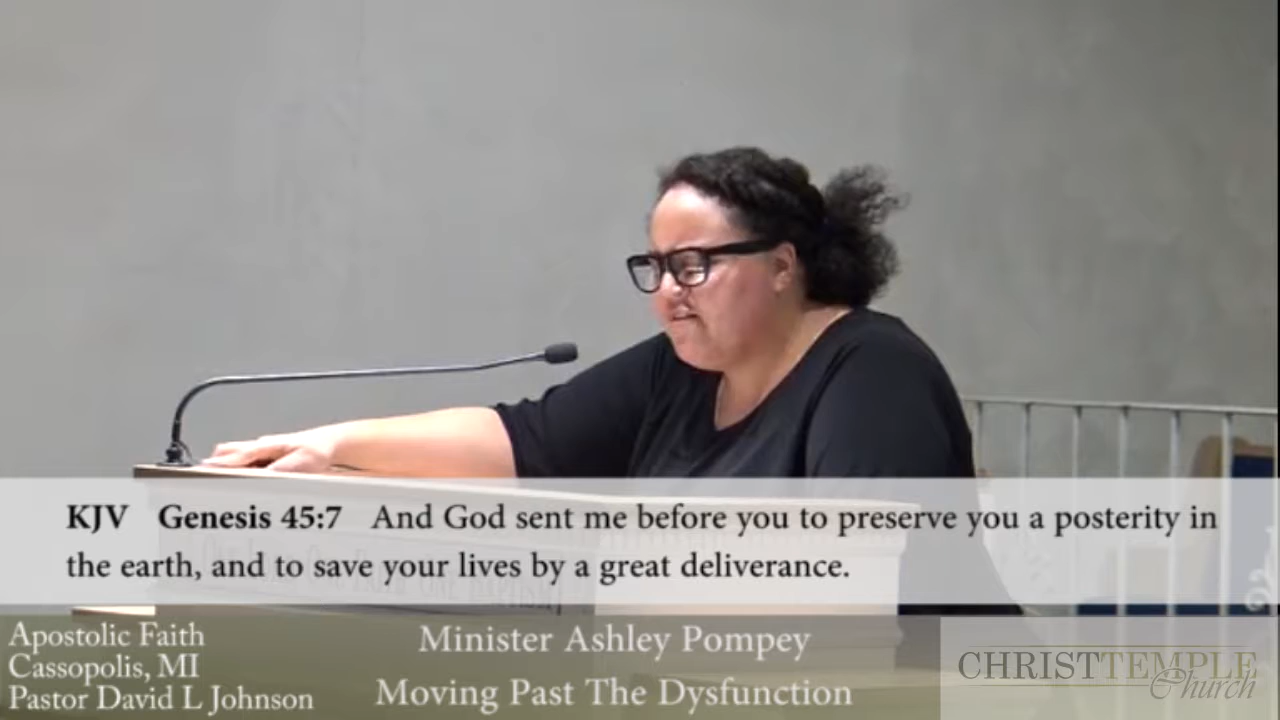 KJV Genesis 45:7 And God sent me before you to preserve you a posterity in
the earth, and to save your lives by a great deliverance.
Apostolic Faith
Cassopolis, MI
Pastor David L Johnson
Minister Ashley Pompey
Moving Past The Dysfunction
CHRISTTEMPLE
Church